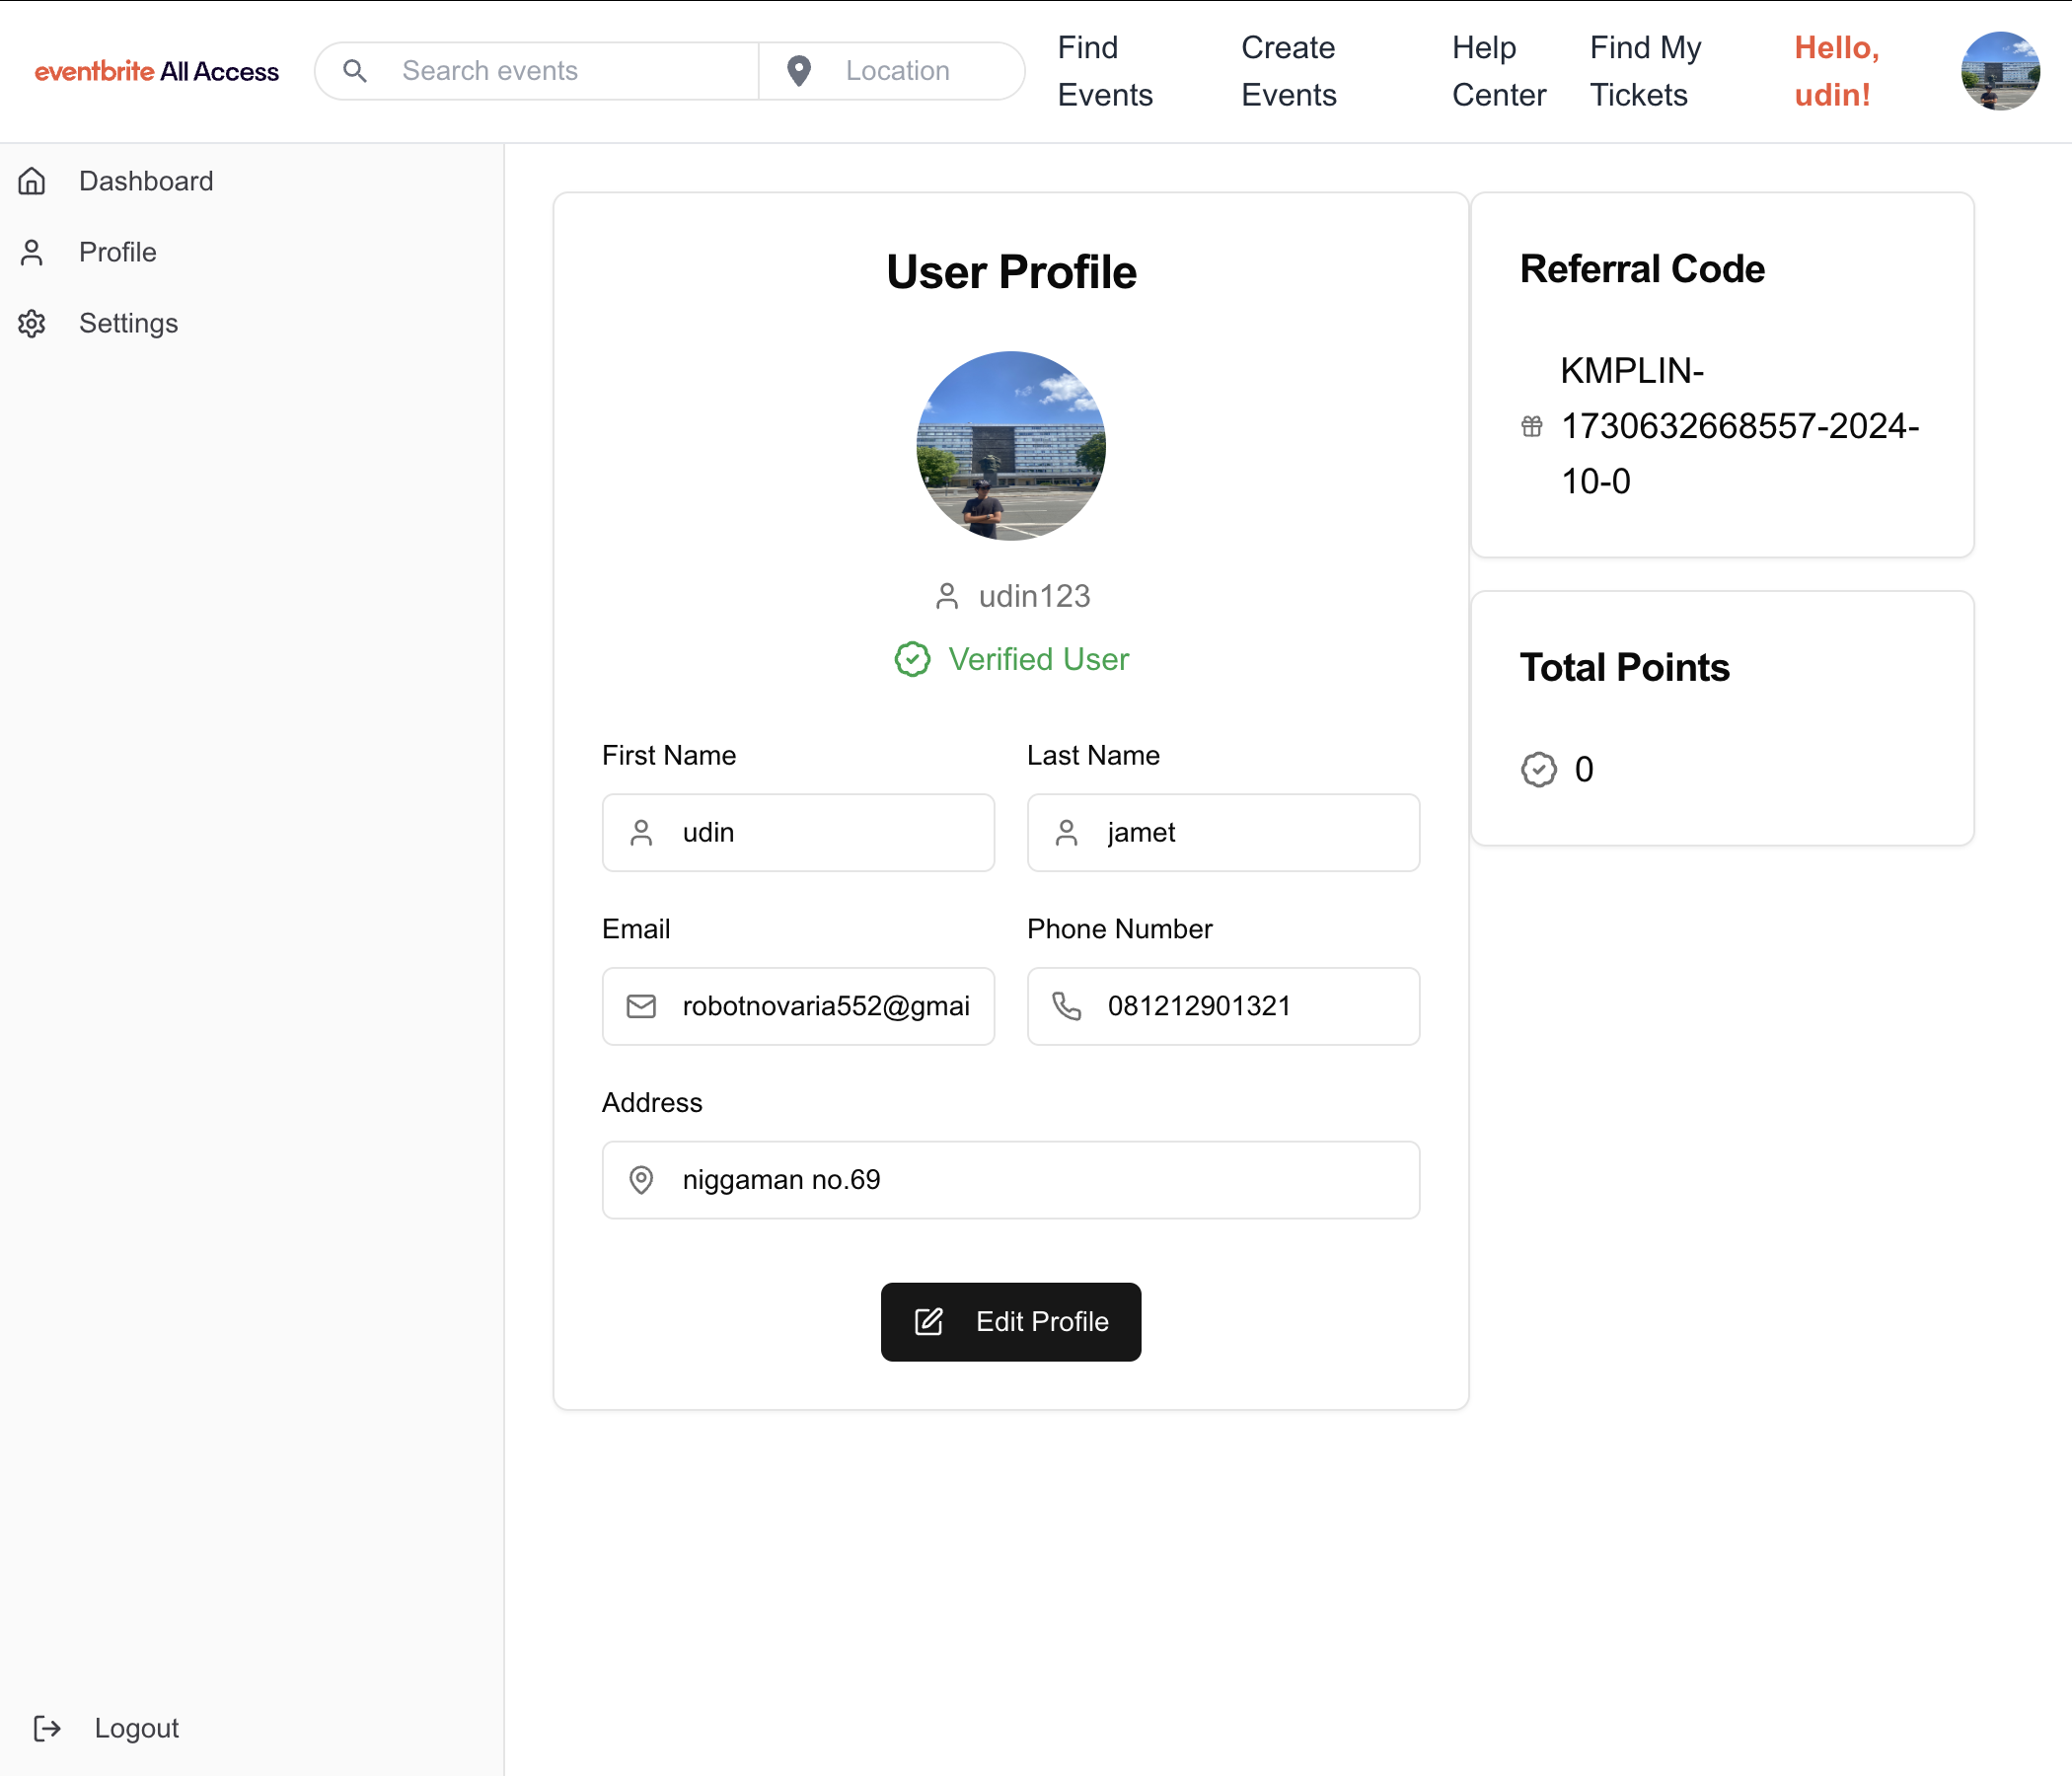 eventbrite All Access
Search events
Location
Find
Events
Create
Events
Help
Center
Find My
Tickets
Hello,
udin!
Dashboard
Profile
Settings
Logout
User Profile
udin123
Verified User
First Name
udin
Last Name
jamet
Email
robotnovaria552@gmai
Phone Number
081212901321
Address
niggaman no.69
Edit Profile
Referral Code
KMPLIN-
1730632668557-2024-
10-0
Total Points
0